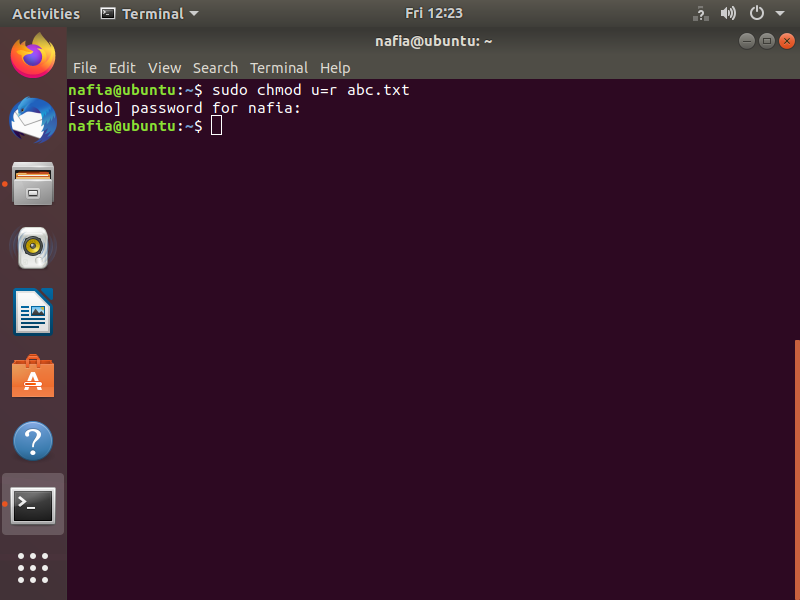 Activities Terminal Fri 12:23
nafia@ubuntu: ~
File Edit View Search Terminal Help
nafia@ubuntu:~$ sudo chmod u=r abc.txt
[sudo] password for nafia:
nafia@ubuntu:~$